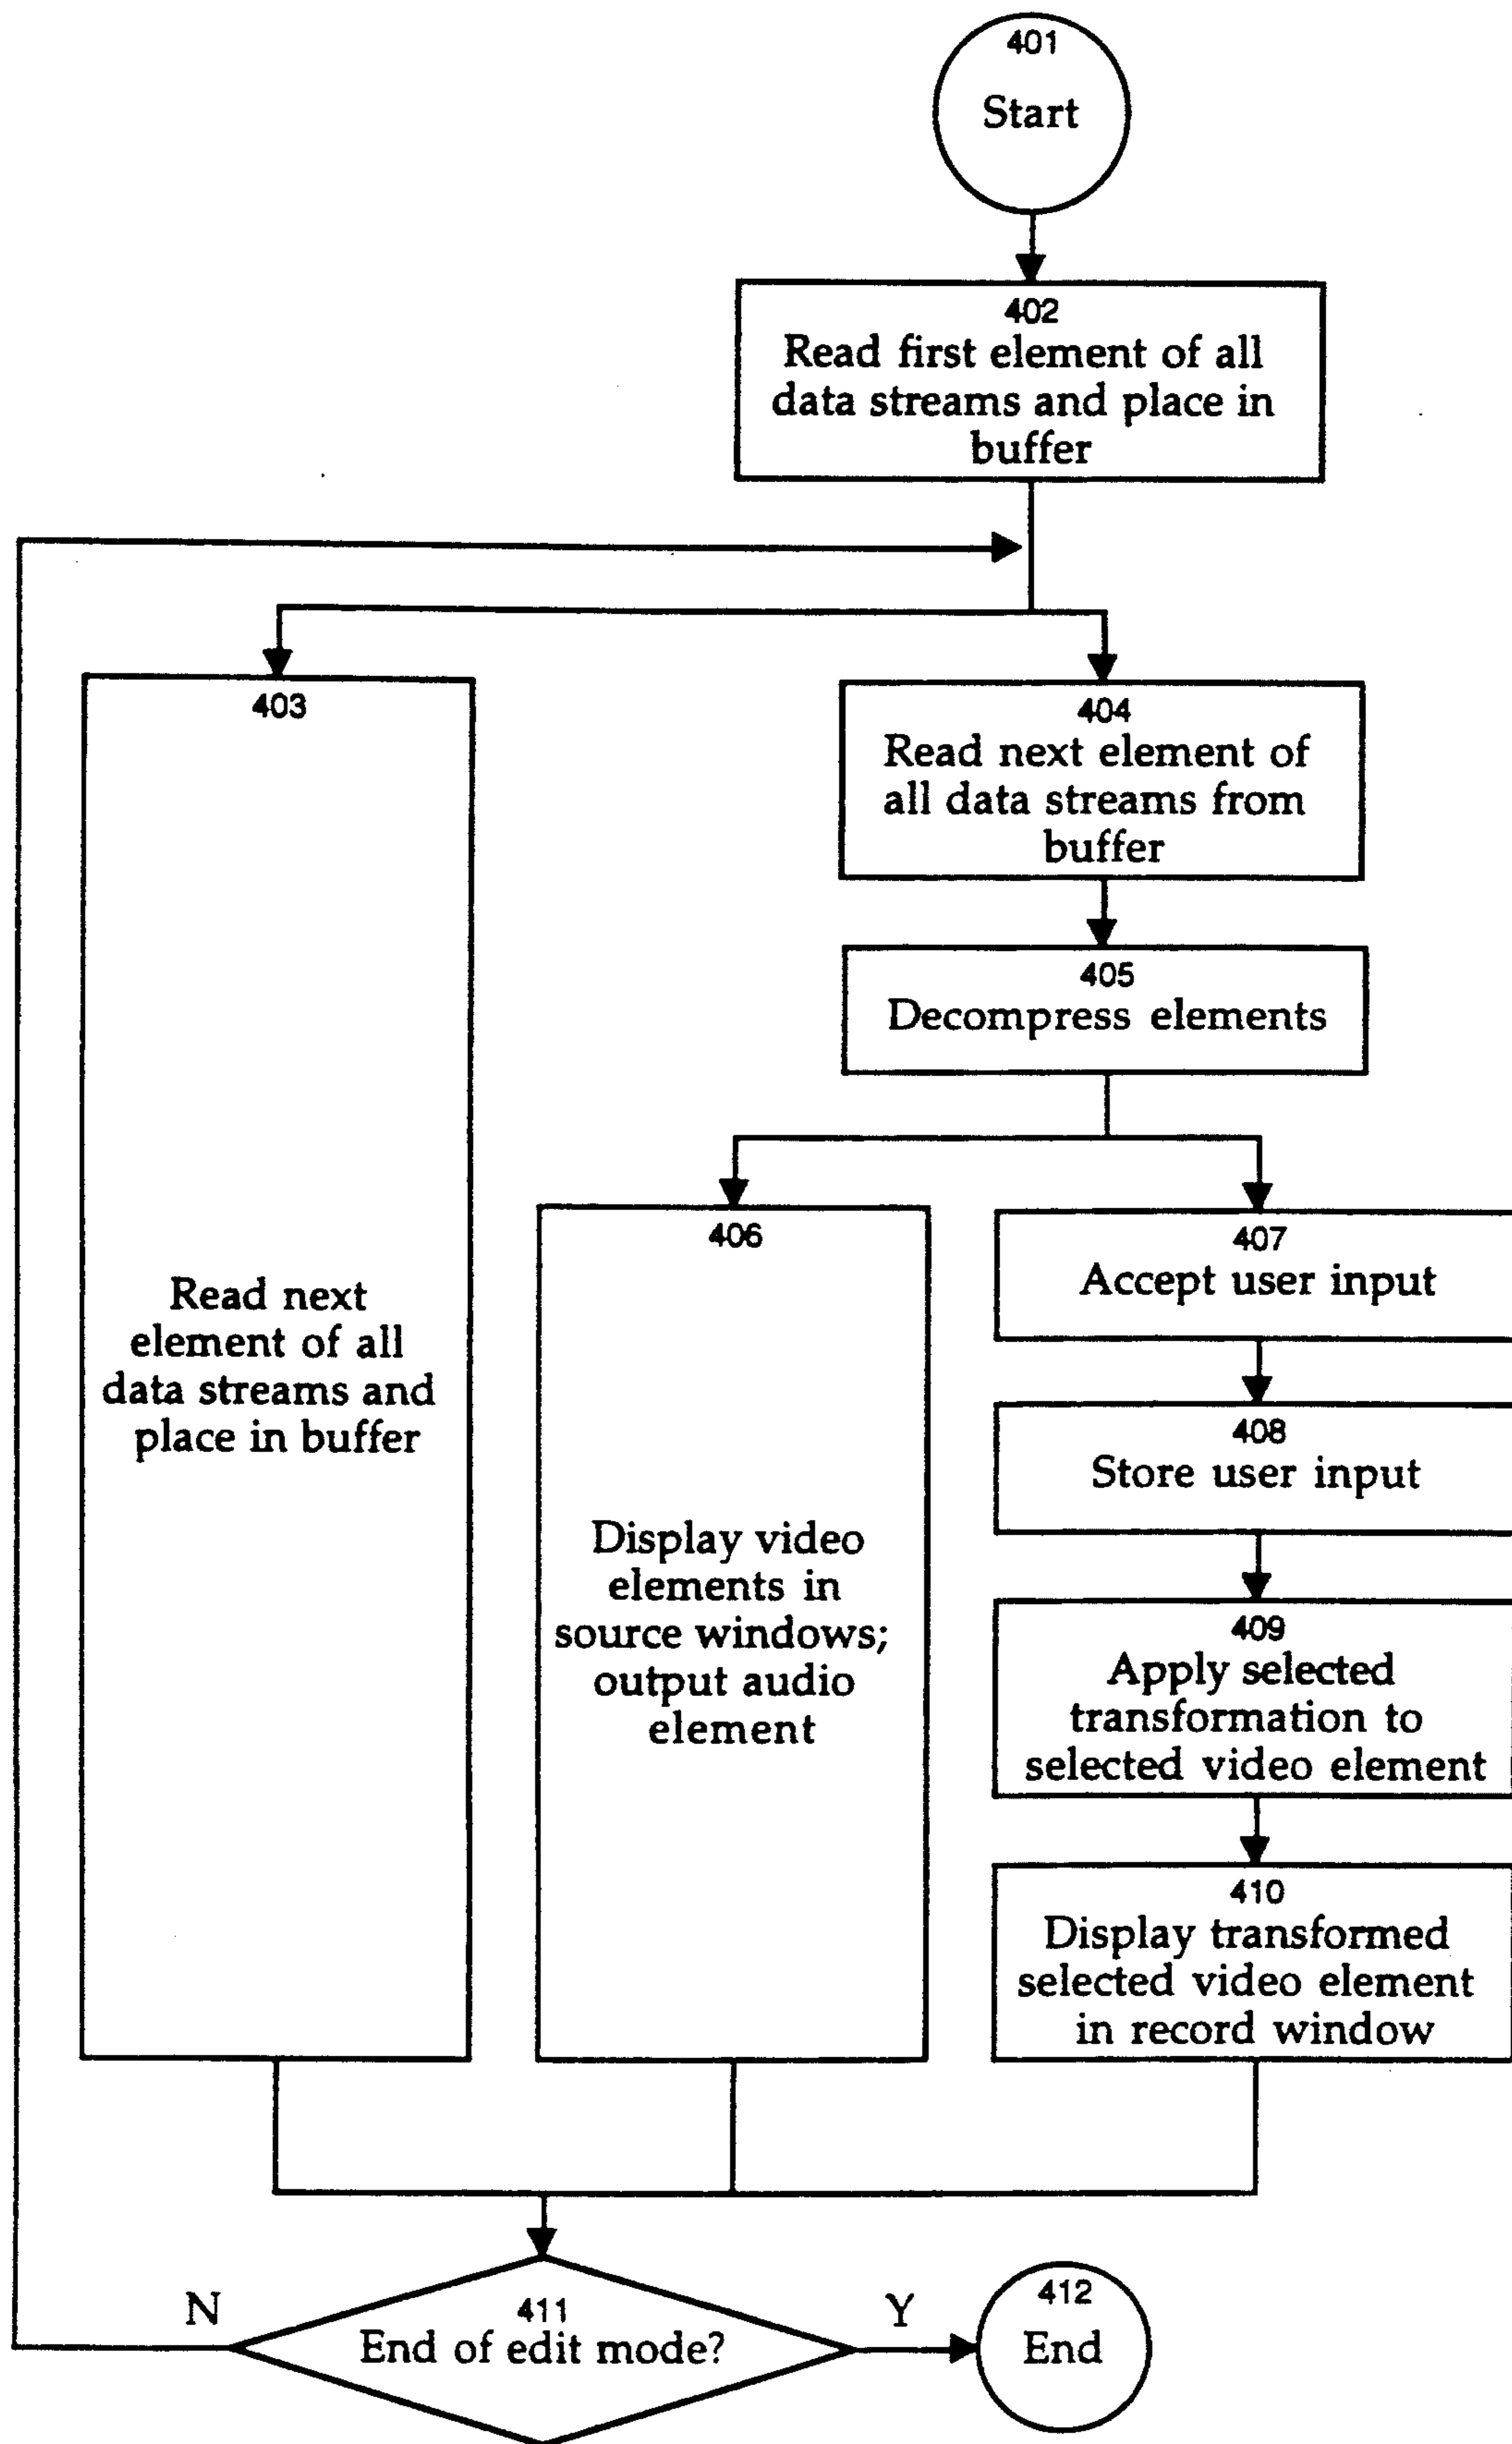 401
Start
402
Read first element of all
data streams and place in
buffer
403
Read next
element of all
data streams and
place in buffer
404
Read next element of
all data streams from
buffer
405
Decompress elements
406
Display video
elements in
source windows;
output audio
element
407
Accept user input
408
Store user input
409
Apply selected
transformation to
selected video element
410
Display transformed
selected video element
in record window
N
411
End of edit mode?
Y
412
End